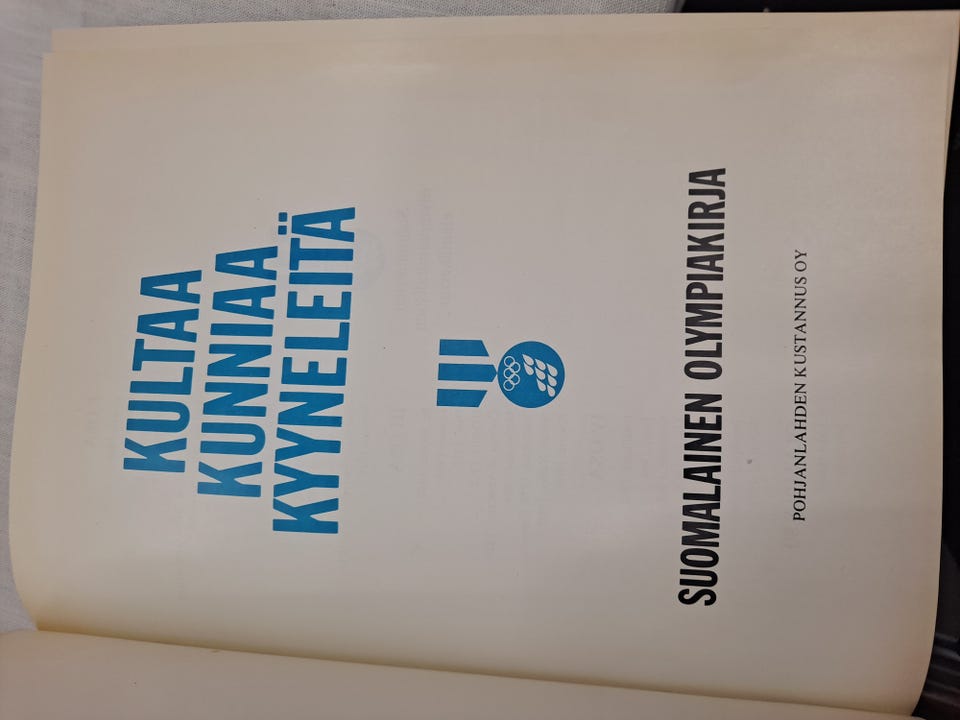 KULTAA
KUNNIAA
KYYNELEITÄ
SUOMALAINEN OLYMPIAKIRJA
POHJANLAHDEN KUSTANNUS OY